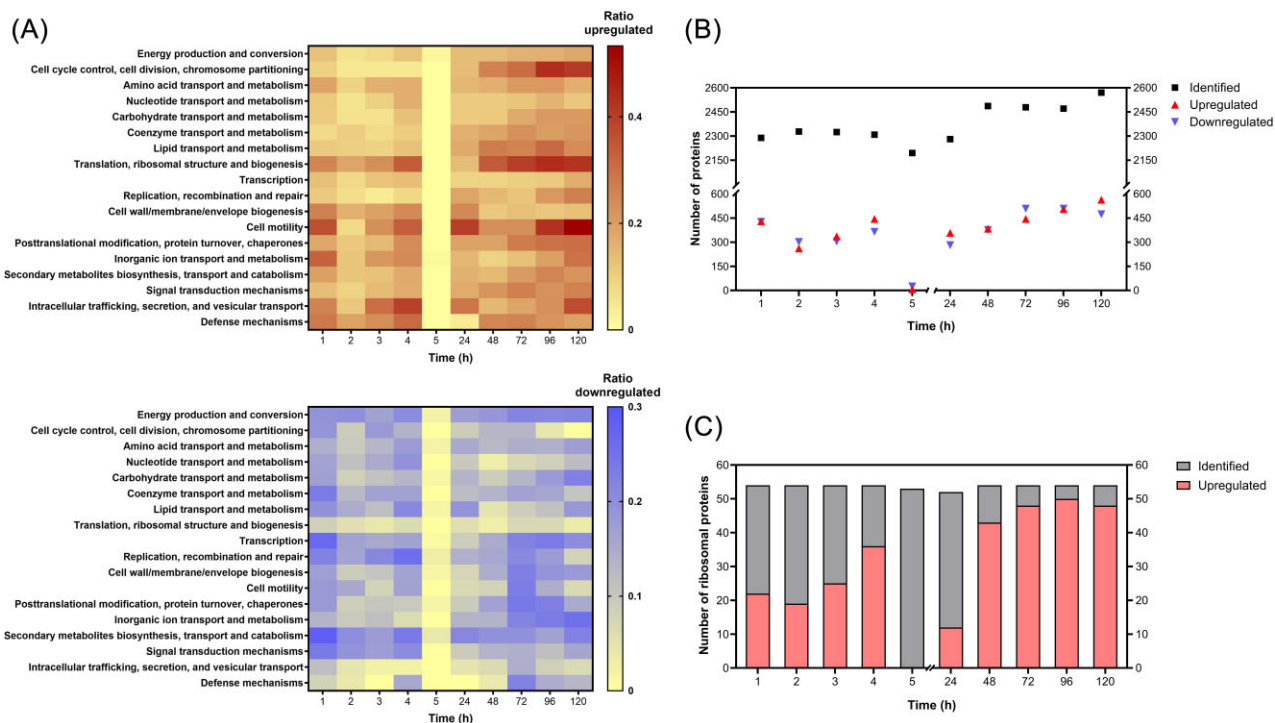 (A)
Ratio
upregulated
Energy production and conversion
Cell cycle control, cell division, chromosome partitioning
Amino acid transport and metabolism
Nucleotide transport and metabolism
Carbohydrate transport and metabolism
Coenzyme transport and metabolism
Lipid transport and metabolism
Translation, ribosomal structure and biogenesis
Transcription
Replication, recombination and repair
Cell wall/membrane/envelope biogenesis
Cell motility
Posttranslational modification, protein turnover, chaperones
Inorganic ion transport and metabolism
Secondary metabolites biosynthesis, transport and catabolism
Signal transduction mechanisms
Intracellular trafficking, secretion, and vesicular transport
Defense mechanisms
0.4
0.2
0
1 2 3 4 5 24 48 72 96 120
Time (h)
Ratio
downregulated
Energy production and conversion
Cell cycle control, cell division, chromosome partitioning
Amino acid transport and metabolism
Nucleotide transport and metabolism
Carbohydrate transport and metabolism
Coenzyme transport and metabolism
Lipid transport and metabolism
Translation, ribosomal structure and biogenesis
Transcription
Replication, recombination and repair
Cell wall/membrane/envelope biogenesis
Cell motility
Posttranslational modification, protein turnover, chaperones
Inorganic ion transport and metabolism
Secondary metabolites biosynthesis, transport and catabolism
Signal transduction mechanisms
Intracellular trafficking, secretion, and vesicular transport
Defense mechanisms
0.3
0.2
0.1
0
1 2 3 4 5 24 48 72 96 120
Time (h)
(B)
Number of proteins
2600 2600
2450 2450
2300 2300
2150 2150
600 600
450 450
300 300
150 150
0 0
1 2 3 4 5 24 48 72 96 120
Time (h)
Identified
Upregulated
Downregulated
(C)
Number of ribosomal proteins
60 60
50 50
40 40
30 30
20 20
10 10
0 0
1 2 3 4 5 24 48 72 96 120
Time (h)
Identified
Upregulated